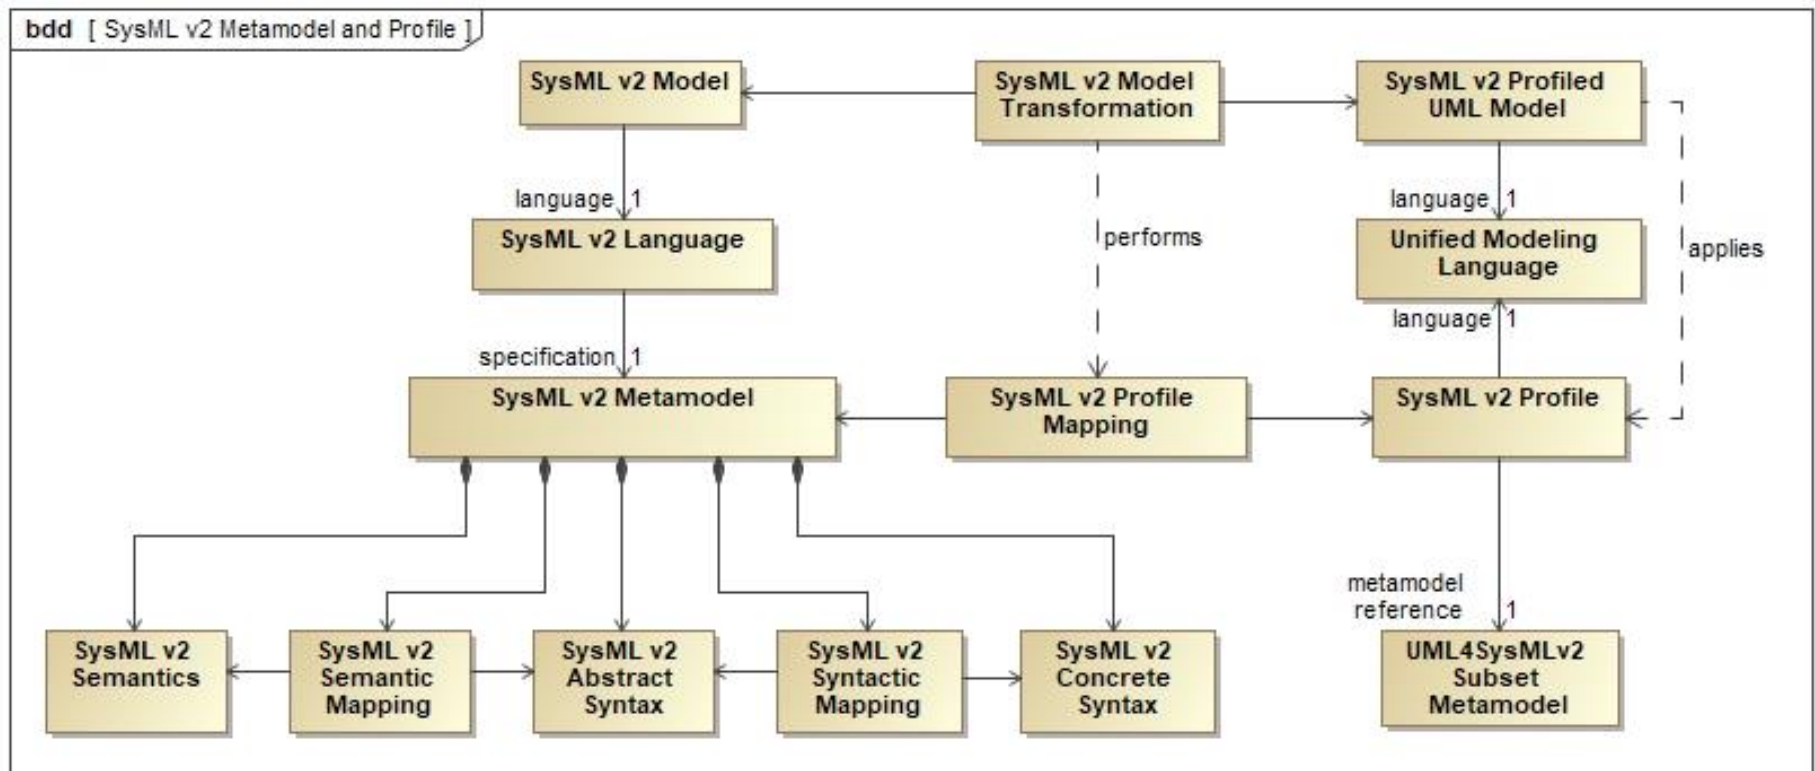 bdd [ SysML v2 Metamodel and Profile ]
SysML v2 Model
SysML v2 Model
Transformation
SysML v2 Profiled
UML Model
language 1
language 1
SysML v2 Language
performs
Unified Modeling
Language
applies
language 1
specification 1
SysML v2 Metamodel
SysML v2 Profile
Mapping
SysML v2 Profile
metamodel
reference 1
SysML v2
Semantics
SysML v2
Semantic
Mapping
SysML v2
Abstract
Syntax
SysML v2
Syntactic
Mapping
SysML v2
Concrete
Syntax
UML4SysMLv2
Subset
Metamodel